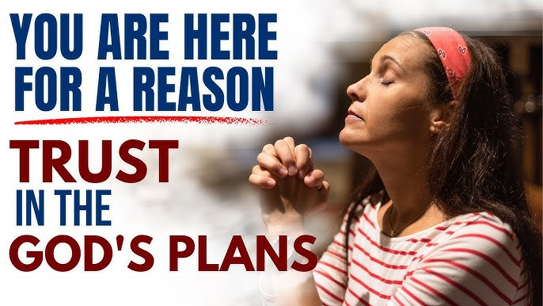 YOU ARE HERE
FOR A REASON
TRUST
IN THE
GOD'S PLANS